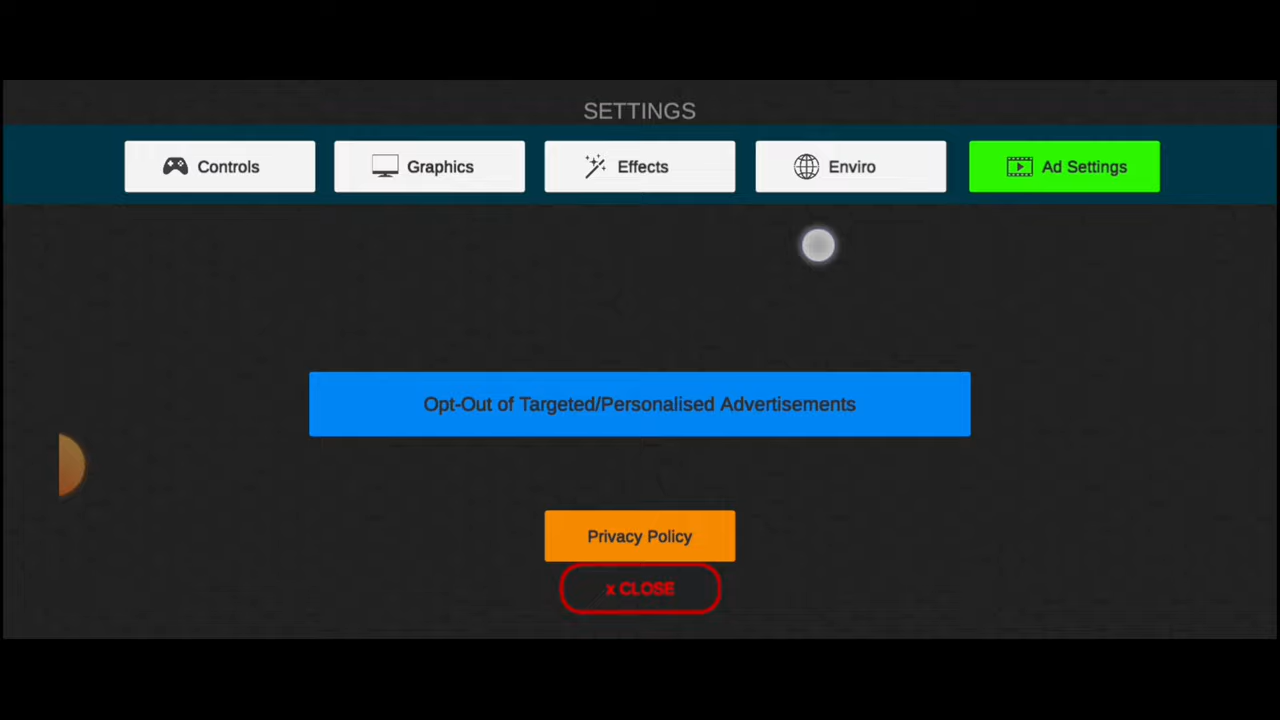 SETTINGS
Controls
Graphics
Effects
Enviro
Ad Settings
Opt-Out of Targeted/Personalised Advertisements
Privacy Policy
x CLOSE